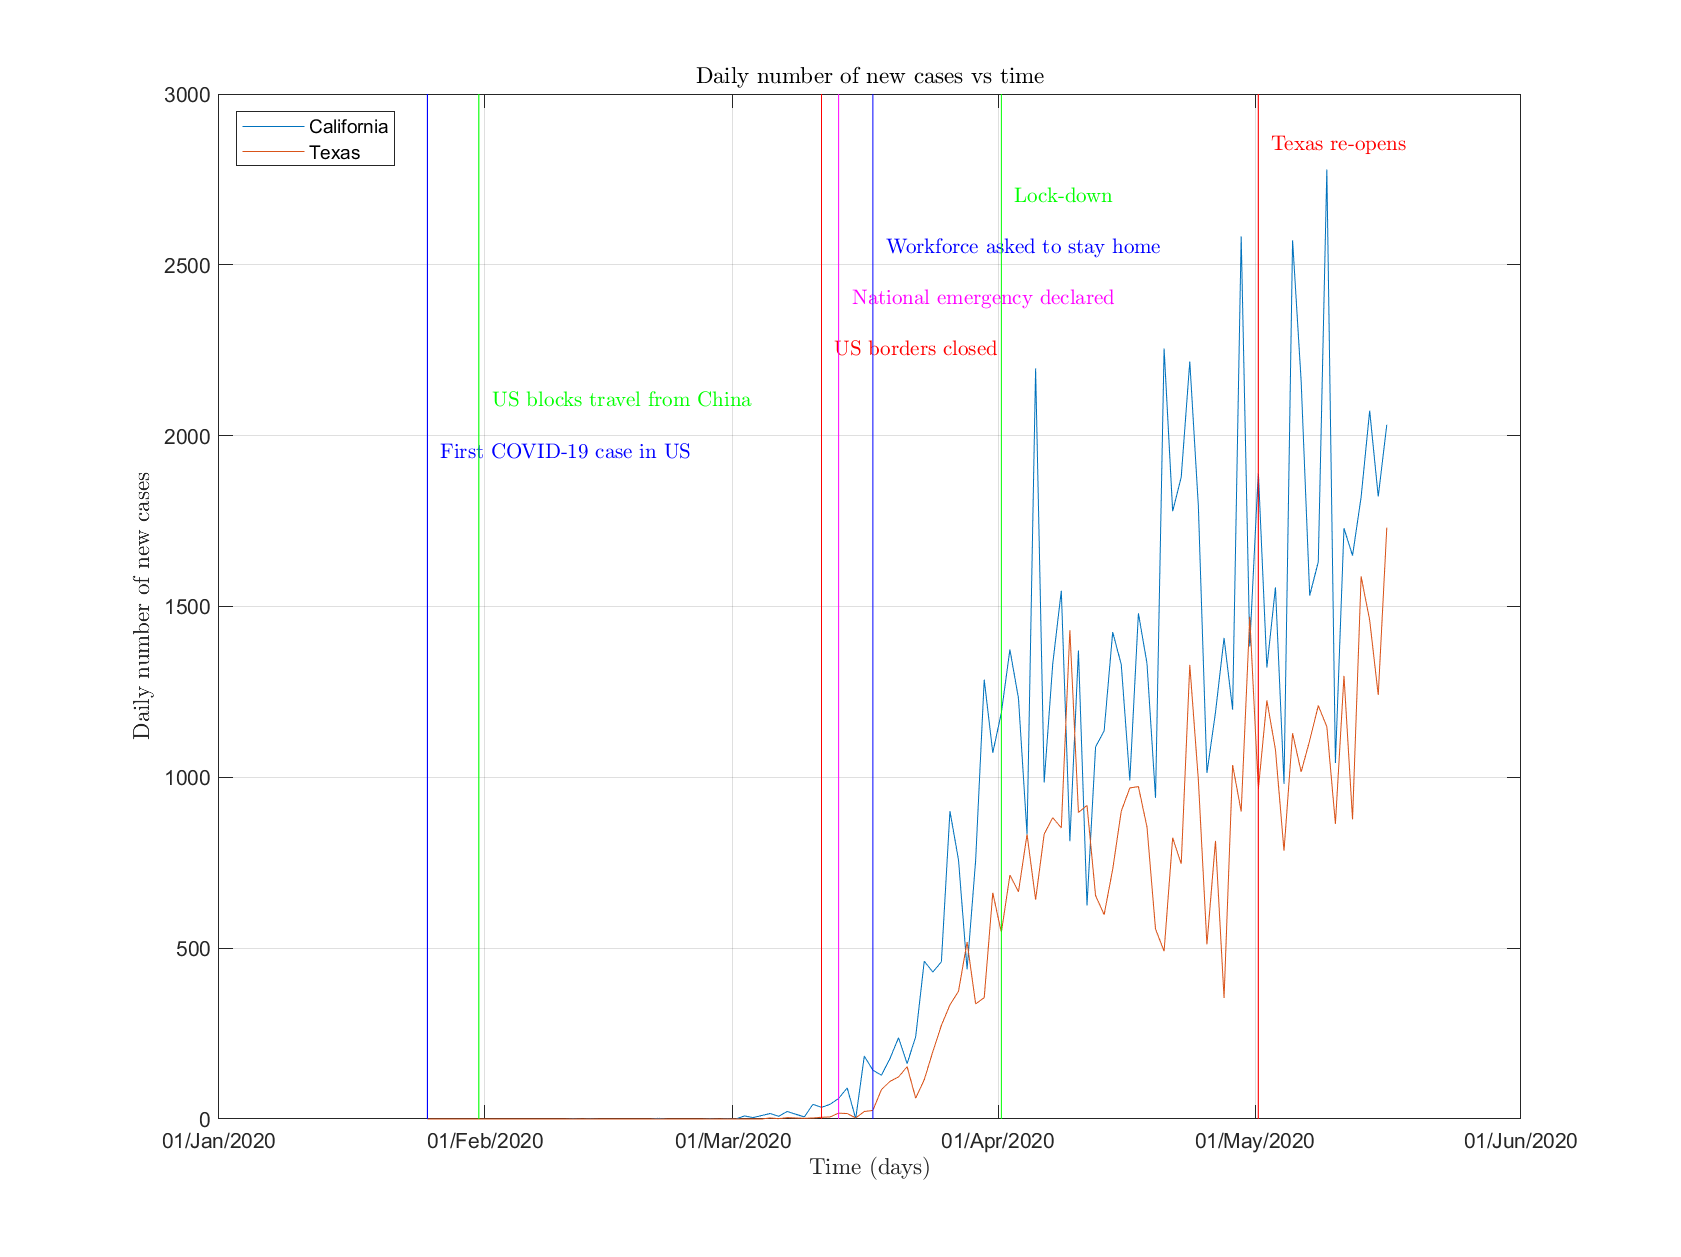 Daily number of new cases vs time
3000
California
Texas
Texas re-opens
Lock-down
Workforce asked to stay home
2500
National emergency declared
US borders closed
US blocks travel from China
2000
First COVID-19 case in US
Daily number of new cases
1500
1000
500
0
01/Jan/2020 01/Feb/2020 01/Mar/2020 01/Apr/2020 01/May/2020 01/Jun/2020
Time (days)